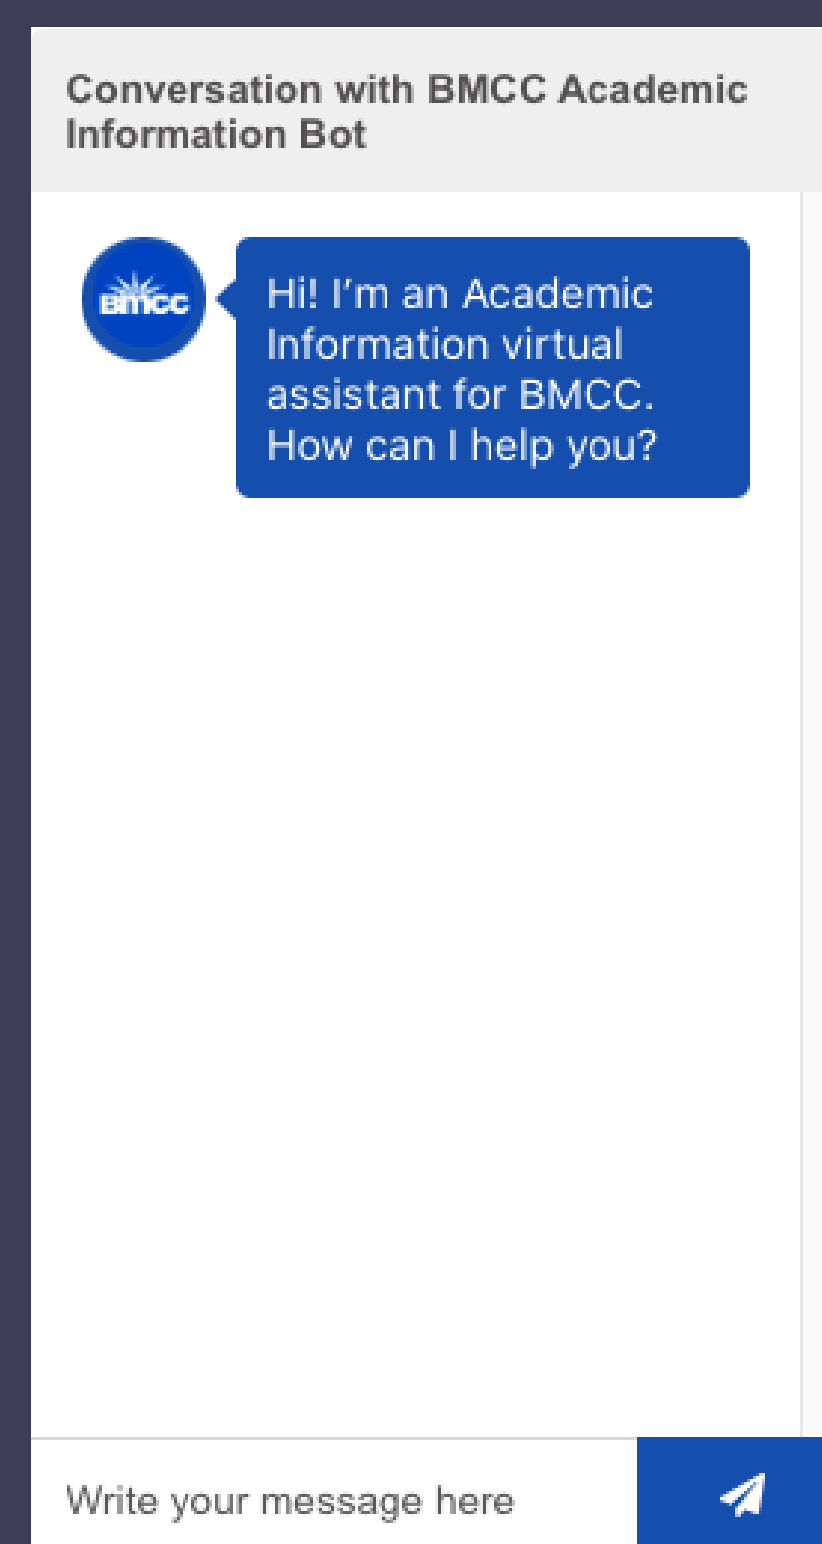 Conversation with BMCC Academic
Information Bot
BMCC
Hi! I’m an Academic
Information virtual
assistant for BMCC.
How can I help you?
Write your message here